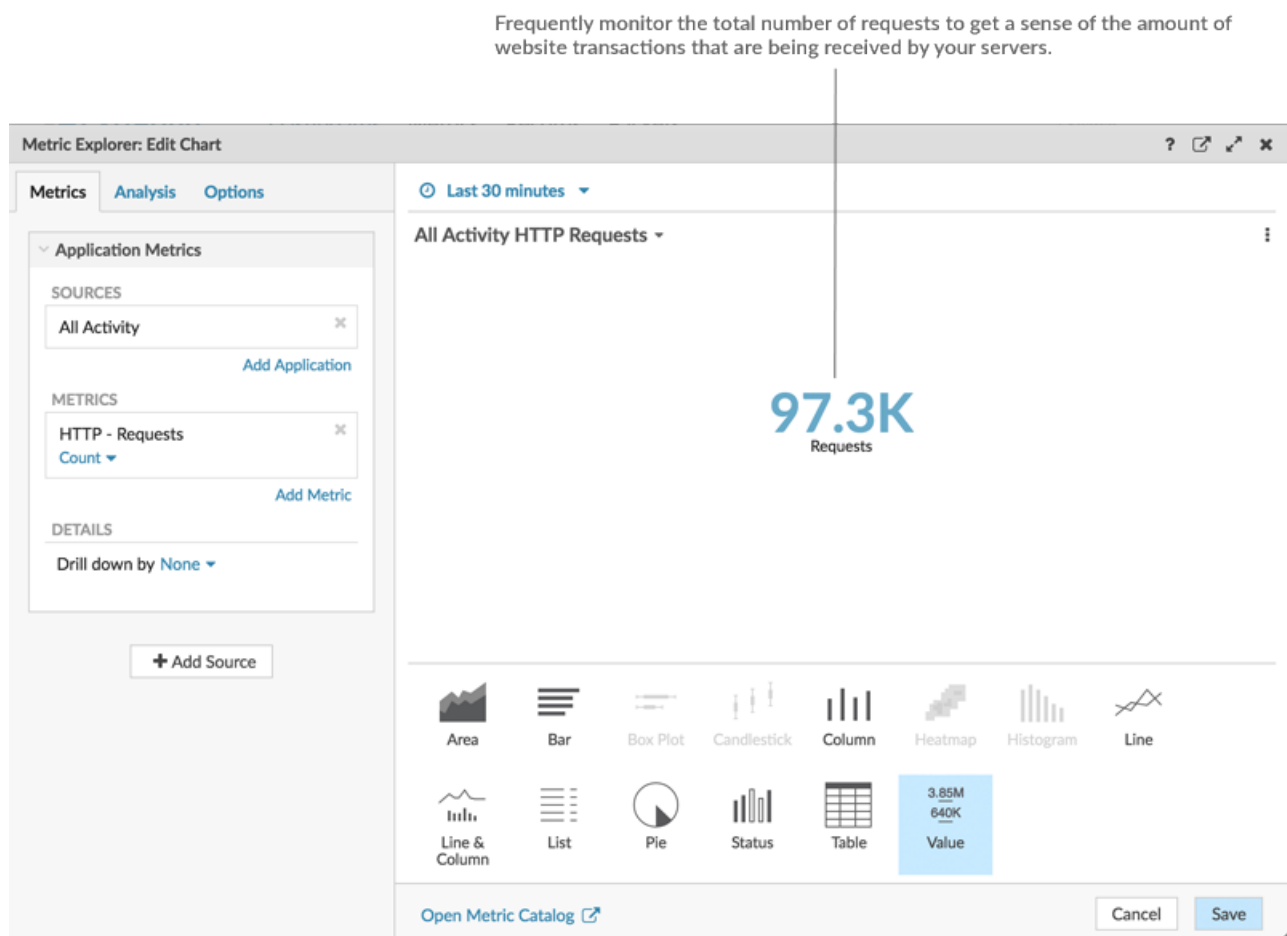 Frequently monitor the total number of requests to get a sense of the amount of
website transactions that are being received by your servers.
Metric Explorer: Edit Chart
?
Metrics Analysis Options
Last 30 minutes
Application Metrics
All Activity HTTP Requests
SOURCES
All Activity
Add Application
METRICS
HTTP - Requests
Count
97.3K
Requests
Add Metric
DETAILS
Drill down by None
+ Add Source
Area Bar Box Plot Candlestick Column Heatmap Histogram Line
3.85M
640K
Line &
Column
List Pie Status Table Value
Open Metric Catalog
Cancel Save